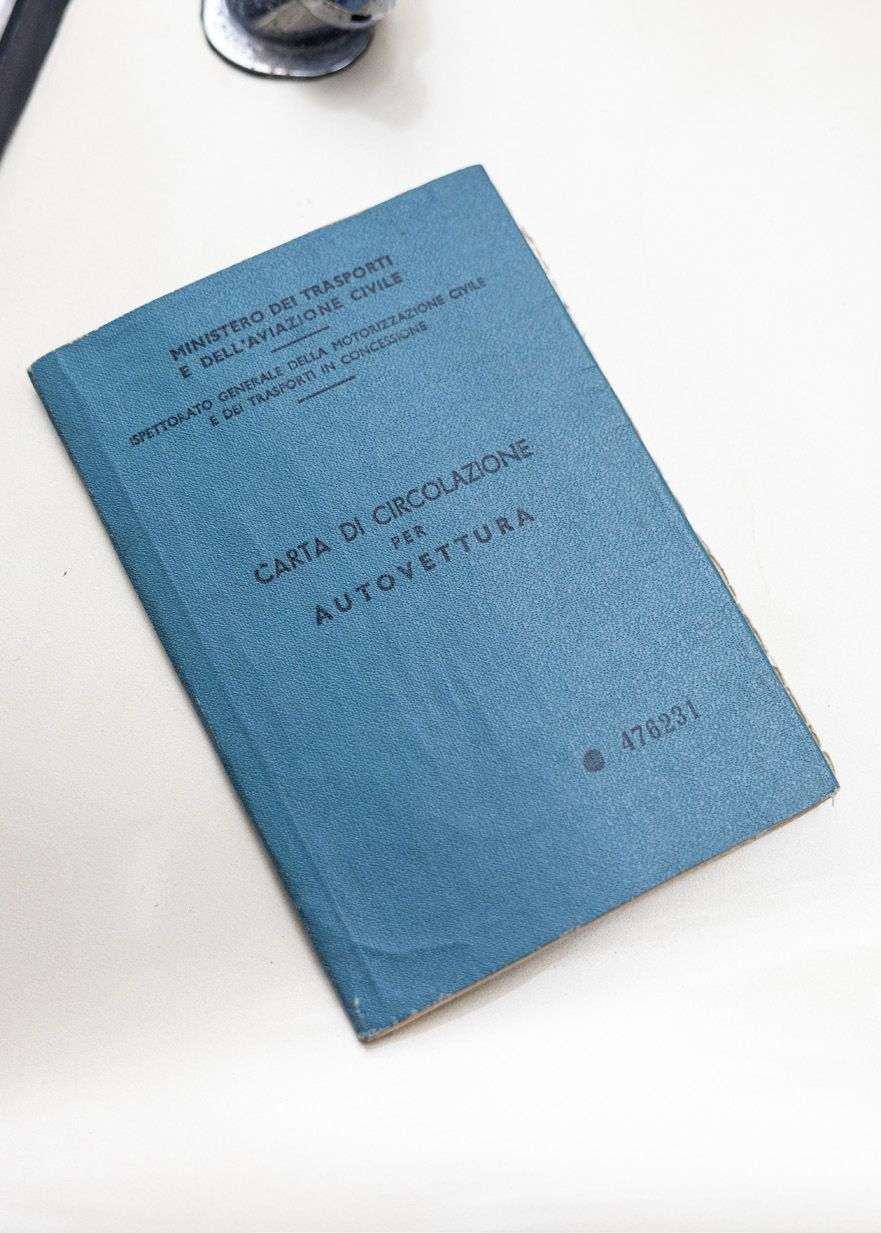 MINISTERO DEI TRASPORTI
E DELL'AVIAZIONE CIVILE
ISPETTORATO GENERALE DELLA MOTORIZZAZIONE CIVILE
E DEI TRASPORTI IN CONCESSIONE
CARTA DI CIRCOLAZIONE
PER
AUTOVETTURA
● 476231